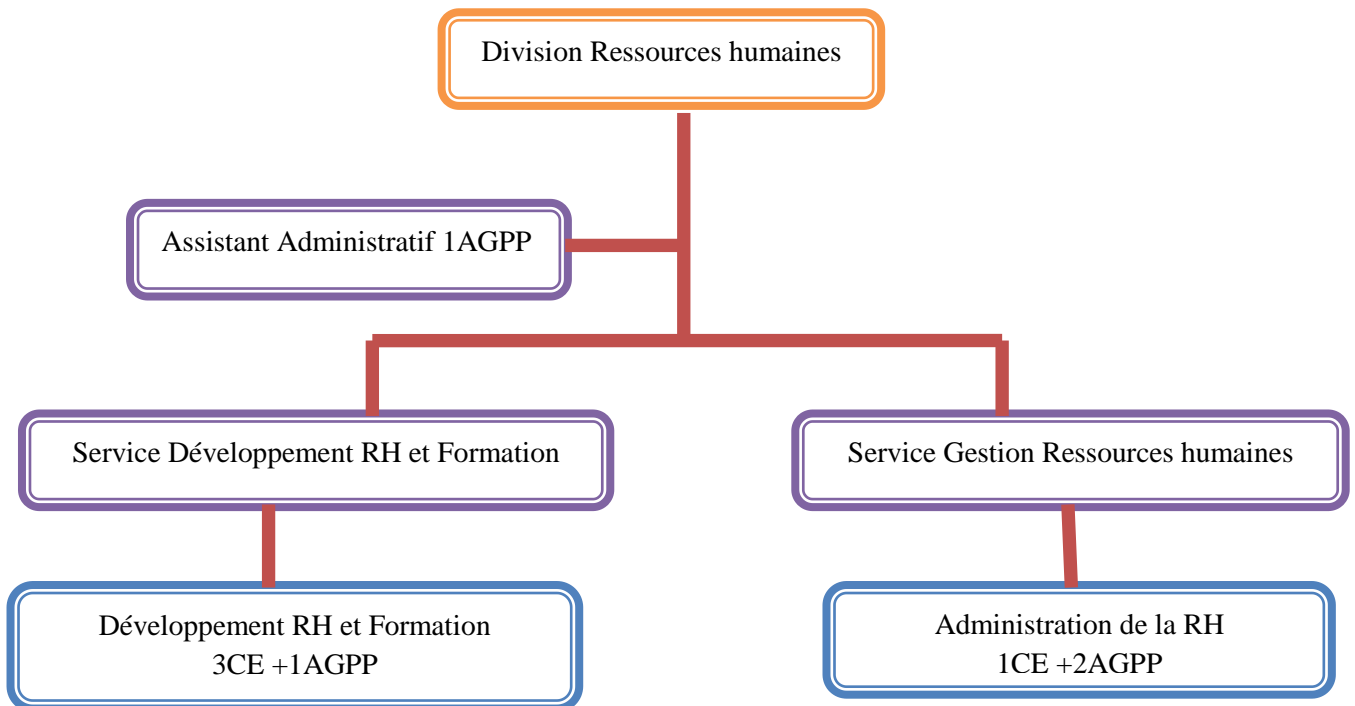 Division Ressources humaines
Assistant Administratif 1AGPP
Service Développement RH et Formation
Service Gestion Ressources humaines
Développement RH et Formation
3CE +1AGPP
Administration de la RH
1CE +2AGPP